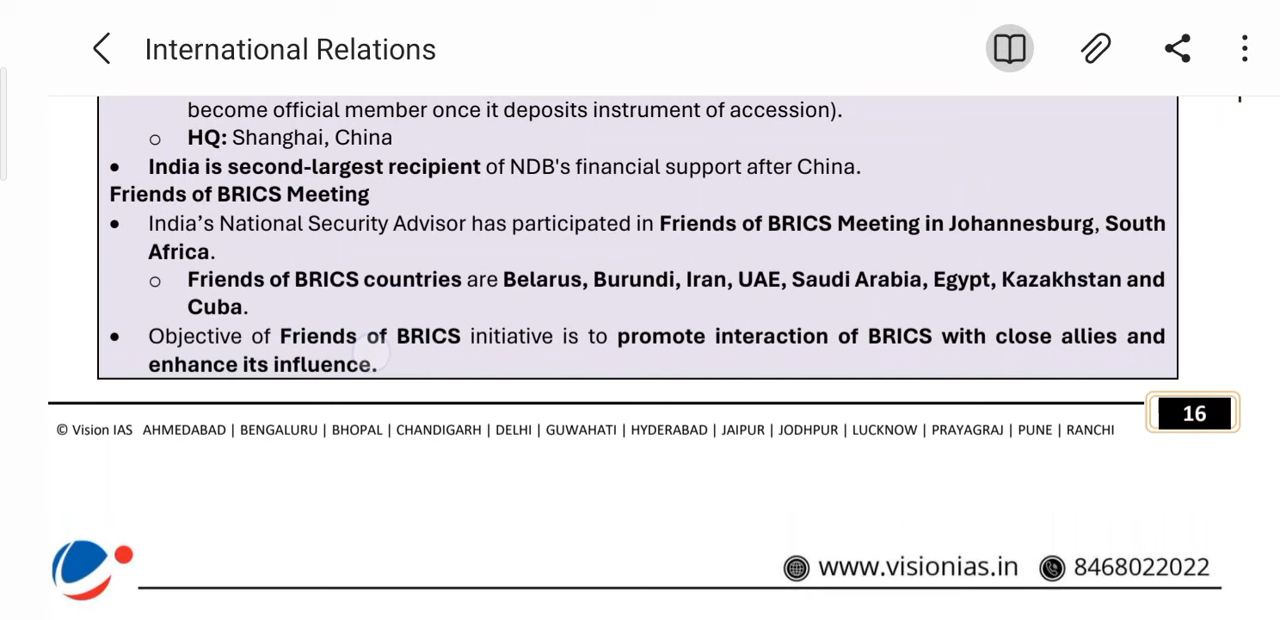 International Relations
become official member once it deposits instrument of accession).
o HQ: Shanghai, China
• India is second-largest recipient of NDB's financial support after China.
Friends of BRICS Meeting
• India’s National Security Advisor has participated in Friends of BRICS Meeting in Johannesburg, South
Africa.
o Friends of BRICS countries are Belarus, Burundi, Iran, UAE, Saudi Arabia, Egypt, Kazakhstan and
Cuba.
• Objective of Friends of BRICS initiative is to promote interaction of BRICS with close allies and
enhance its influence.
16
© Vision IAS AHMEDABAD | BENGALURU | BHOPAL | CHANDIGARH | DELHI | GUWAHATI | HYDERABAD | JAIPUR | JODHPUR | LUCKNOW | PRAYAGRAJ | PUNE | RANCHI
www.visionias.in 8468022022